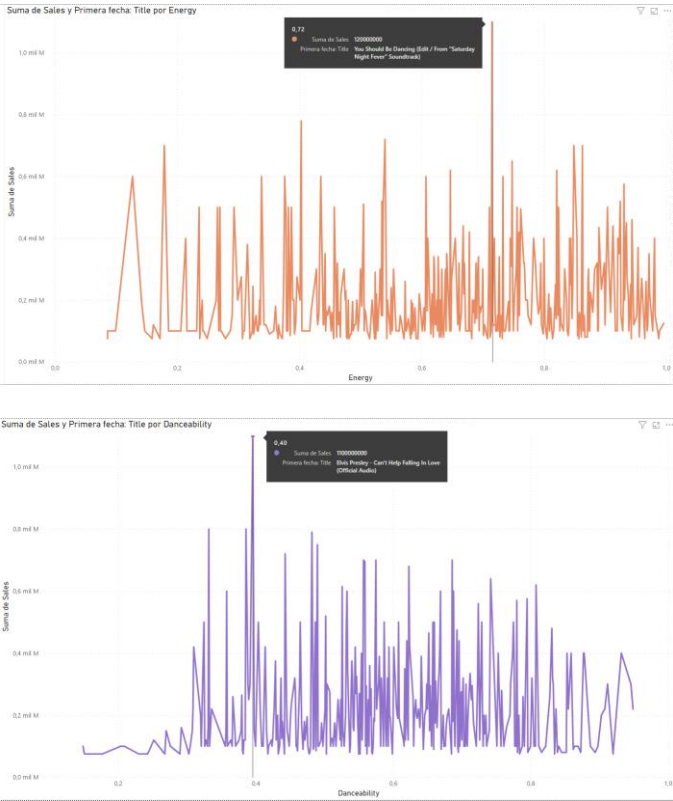 Suma de Sales y Primera fecha: Title por Energy
0,72
Suma de Sales 120000000
Primera fecha: Title You Should Be Dancing (Edit / From "Saturday
Night Fever" Soundtrack)
1,0 mil M
0,8 mil M
0,6 mil M
0,4 mil M
0,2 mil M
0,0 mil M
Suma de Sales
0,0 0,2 0,4 0,6 0,8 1,0
Energy
Suma de Sales y Primera fecha: Title por Danceability
0,40
Suma de Sales 1100000000
Primera fecha: Title Elvis Presley - Can't Help Falling In Love
(Official Audio)
1,0 mil M
0,8 mil M
0,6 mil M
0,4 mil M
0,2 mil M
0,0 mil M
Suma de Sales
0,2 0,4 0,6 0,8 1,0
Danceability